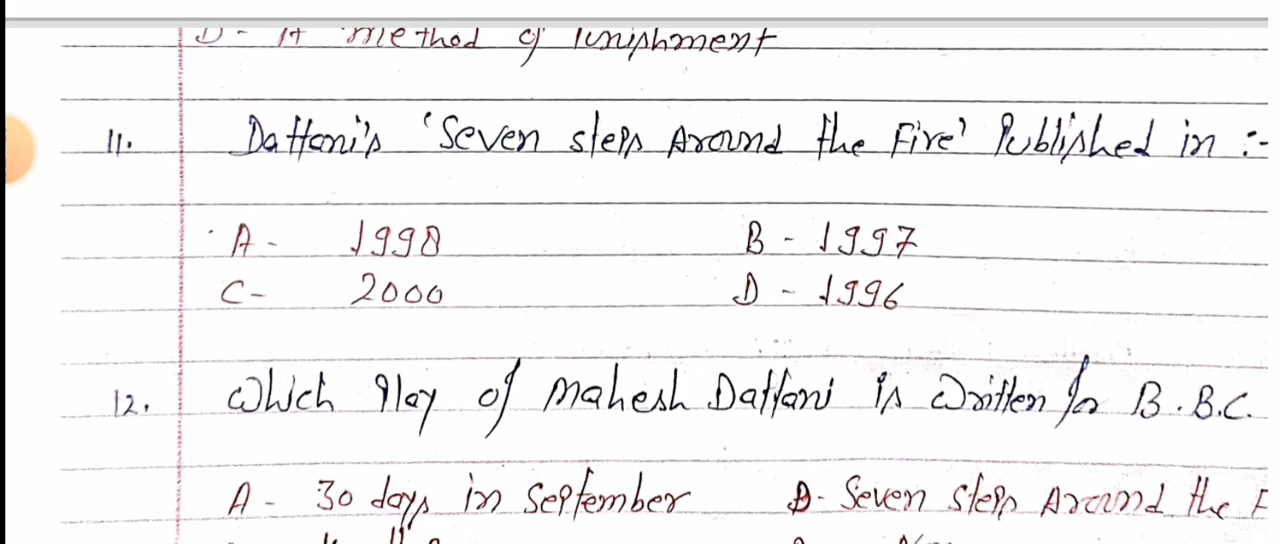 D - It method of Punishment
11. Dattani's 'Seven steps Around the Fire' Published in :-
A - 1998 B - 1997
C - 2000 D - 1996
12. Which Play of Mahesh Dattani is Written for B.B.C.
A - 30 days in September B - Seven steps Around the F